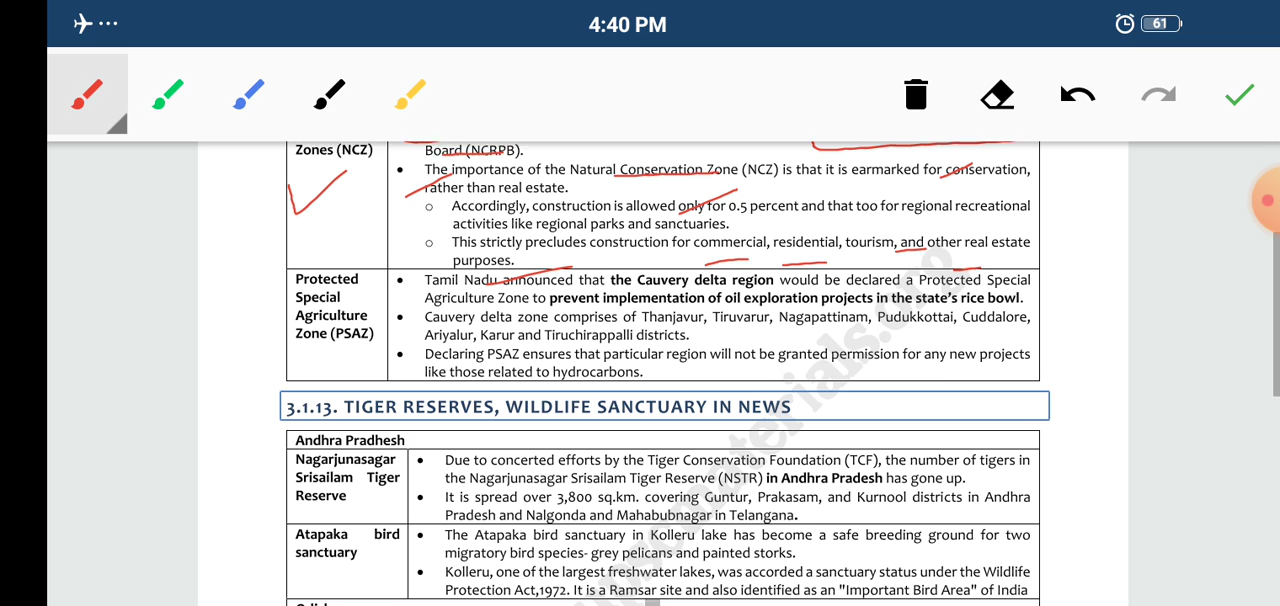 4:40 PM
61
Zones (NCZ)
Board (NCRPB).
• The importance of the Natural Conservation Zone (NCZ) is that it is earmarked for conservation,
rather than real estate.
o Accordingly, construction is allowed only for 0.5 percent and that too for regional recreational
activities like regional parks and sanctuaries.
o This strictly precludes construction for commercial, residential, tourism, and other real estate
purposes.
Protected
Special
Agriculture
Zone (PSAZ)
• Tamil Nadu announced that the Cauvery delta region would be declared a Protected Special
Agriculture Zone to prevent implementation of oil exploration projects in the state's rice bowl.
• Cauvery delta zone comprises of Thanjavur, Tiruvarur, Nagapattinam, Pudukkottai, Cuddalore,
Ariyalur, Karur and Tiruchirappalli districts.
• Declaring PSAZ ensures that particular region will not be granted permission for any new projects
like those related to hydrocarbons.
3.1.13. TIGER RESERVES, WILDLIFE SANCTUARY IN NEWS
Andhra Pradhesh
Nagarjunasagar
Srisailam Tiger
Reserve
• Due to concerted efforts by the Tiger Conservation Foundation (TCF), the number of tigers in
the Nagarjunasagar Srisailam Tiger Reserve (NSTR) in Andhra Pradesh has gone up.
• It is spread over 3,800 sq.km. covering Guntur, Prakasam, and Kurnool districts in Andhra
Pradesh and Nalgonda and Mahabubnagar in Telangana.
Atapaka bird
sanctuary
• The Atapaka bird sanctuary in Kolleru lake has become a safe breeding ground for two
migratory bird species- grey pelicans and painted storks.
• Kolleru, one of the largest freshwater lakes, was accorded a sanctuary status under the Wildlife
Protection Act,1972. It is a Ramsar site and also identified as an "Important Bird Area" of India